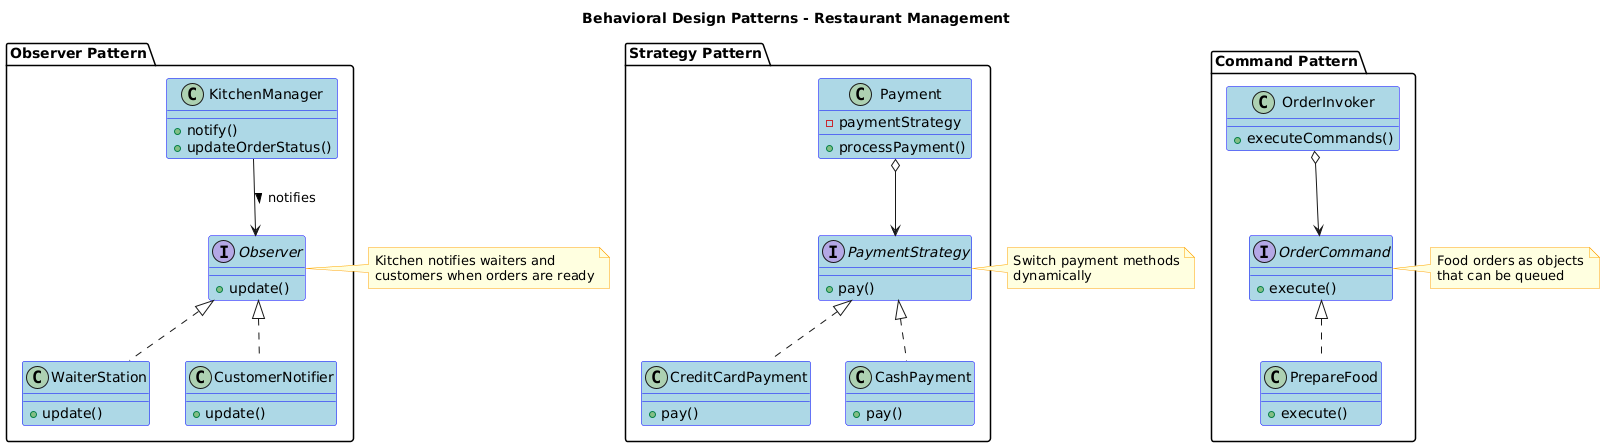 Behavioral Design Patterns - Restaurant Management
Observer Pattern
C KitchenManager
notify()
updateOrderStatus()
notifies
I Observer
update()
Kitchen notifies waiters and
customers when orders are ready
C WaiterStation
update()
C CustomerNotifier
update()
Strategy Pattern
C Payment
paymentStrategy
processPayment()
I PaymentStrategy
pay()
Switch payment methods
dynamically
C CreditCardPayment
pay()
C CashPayment
pay()
Command Pattern
C OrderInvoker
executeCommands()
I OrderCommand
execute()
Food orders as objects
that can be queued
C PrepareFood
execute()